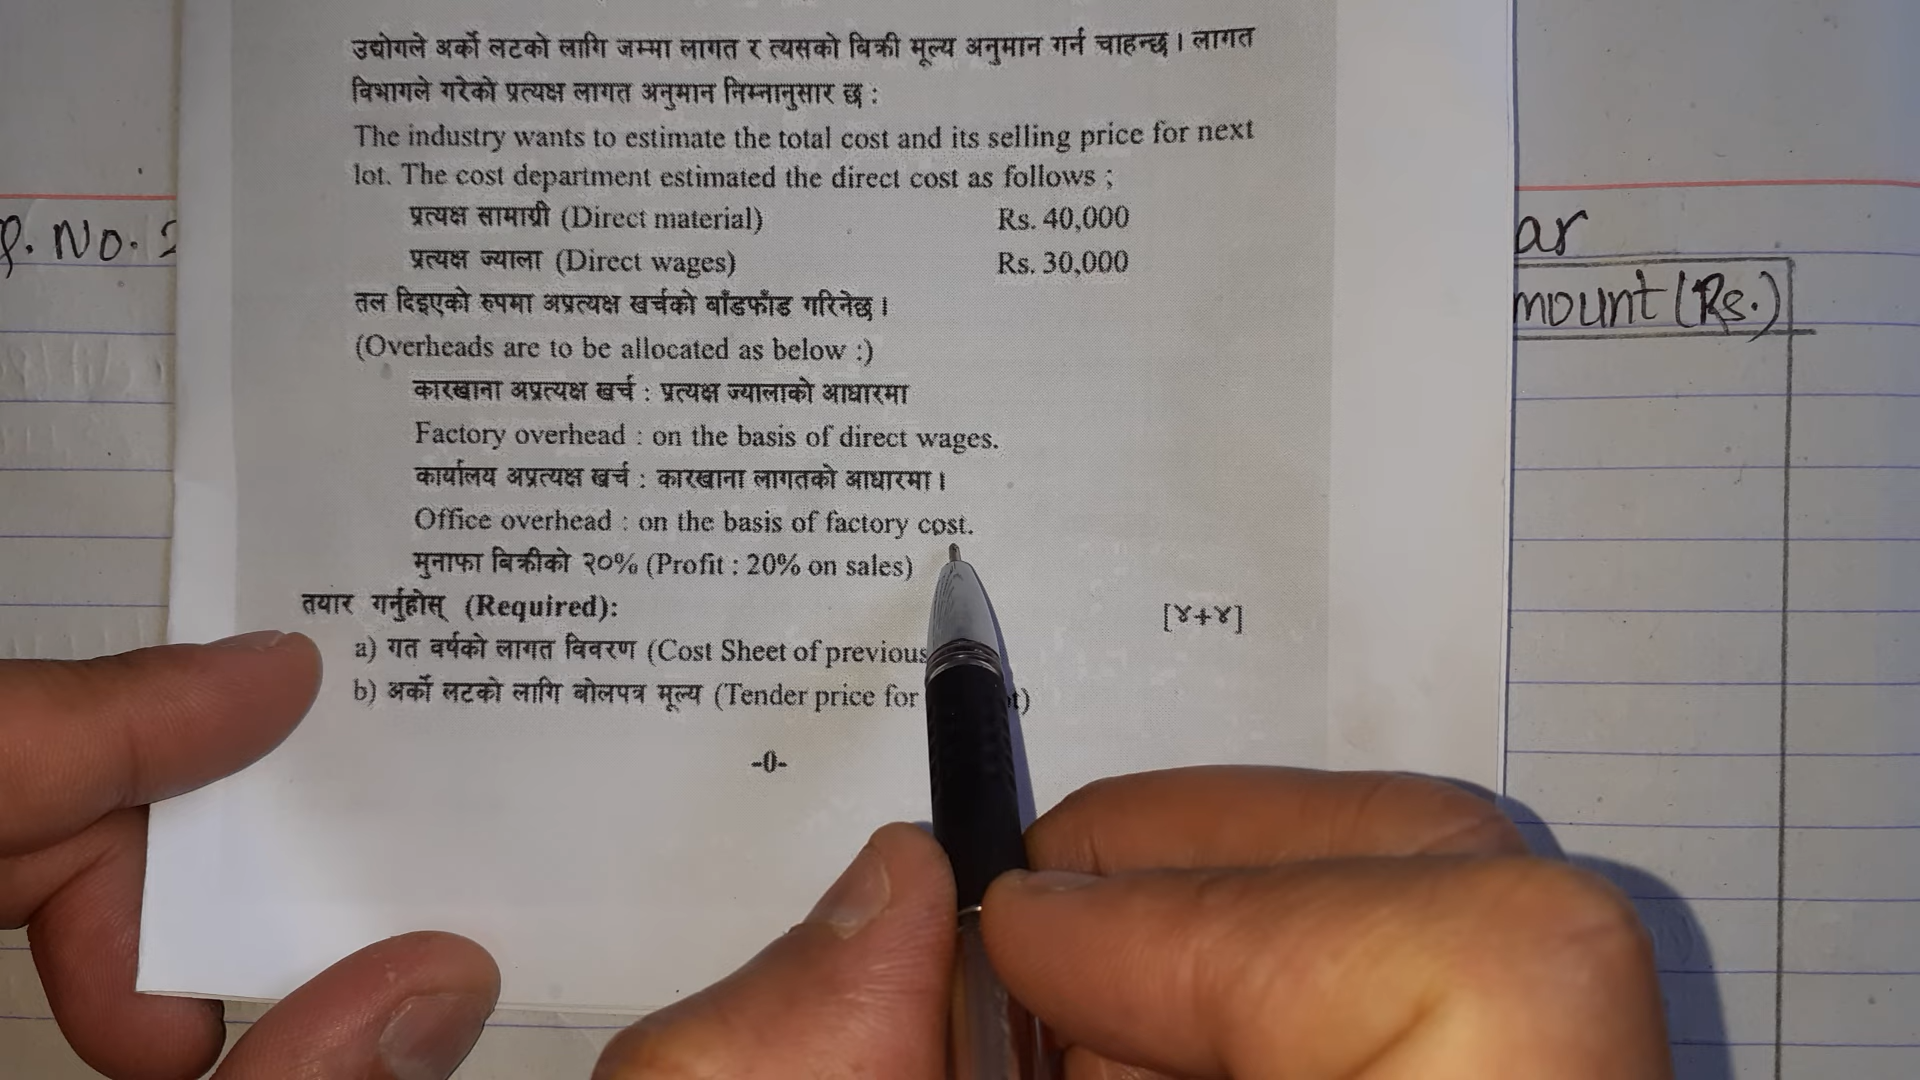 उद्योगले अर्को लटको लागि जम्मा लागत र त्यसको बिक्री मूल्य अनुमान गर्न चाहन्छ । लागत
विभागले गरेको प्रत्यक्ष लागत अनुमान निम्नानुसार छ :
The industry wants to estimate the total cost and its selling price for next
lot. The cost department estimated the direct cost as follows ;
प्रत्यक्ष सामाग्री (Direct material) Rs. 40,000
प्रत्यक्ष ज्याला (Direct wages) Rs. 30,000
तल दिइएको रुपमा अप्रत्यक्ष खर्चको बाँडफाँड गरिनेछ ।
(Overheads are to be allocated as below :)
कारखाना अप्रत्यक्ष खर्च : प्रत्यक्ष ज्यालाको आधारमा
Factory overhead : on the basis of direct wages.
कार्यालय अप्रत्यक्ष खर्च : कारखाना लागतको आधारमा ।
Office overhead : on the basis of factory cost.
मुनाफा बिक्रीको २०% (Profit : 20% on sales)
तयार गर्नुहोस् (Required): [४+४]
a) गत वर्षको लागत विवरण (Cost Sheet of previous
b) अर्को लटको लागि बोलपत्र मूल्य (Tender price for
-0-
Q. No. 2
ar
mount (Rs.)